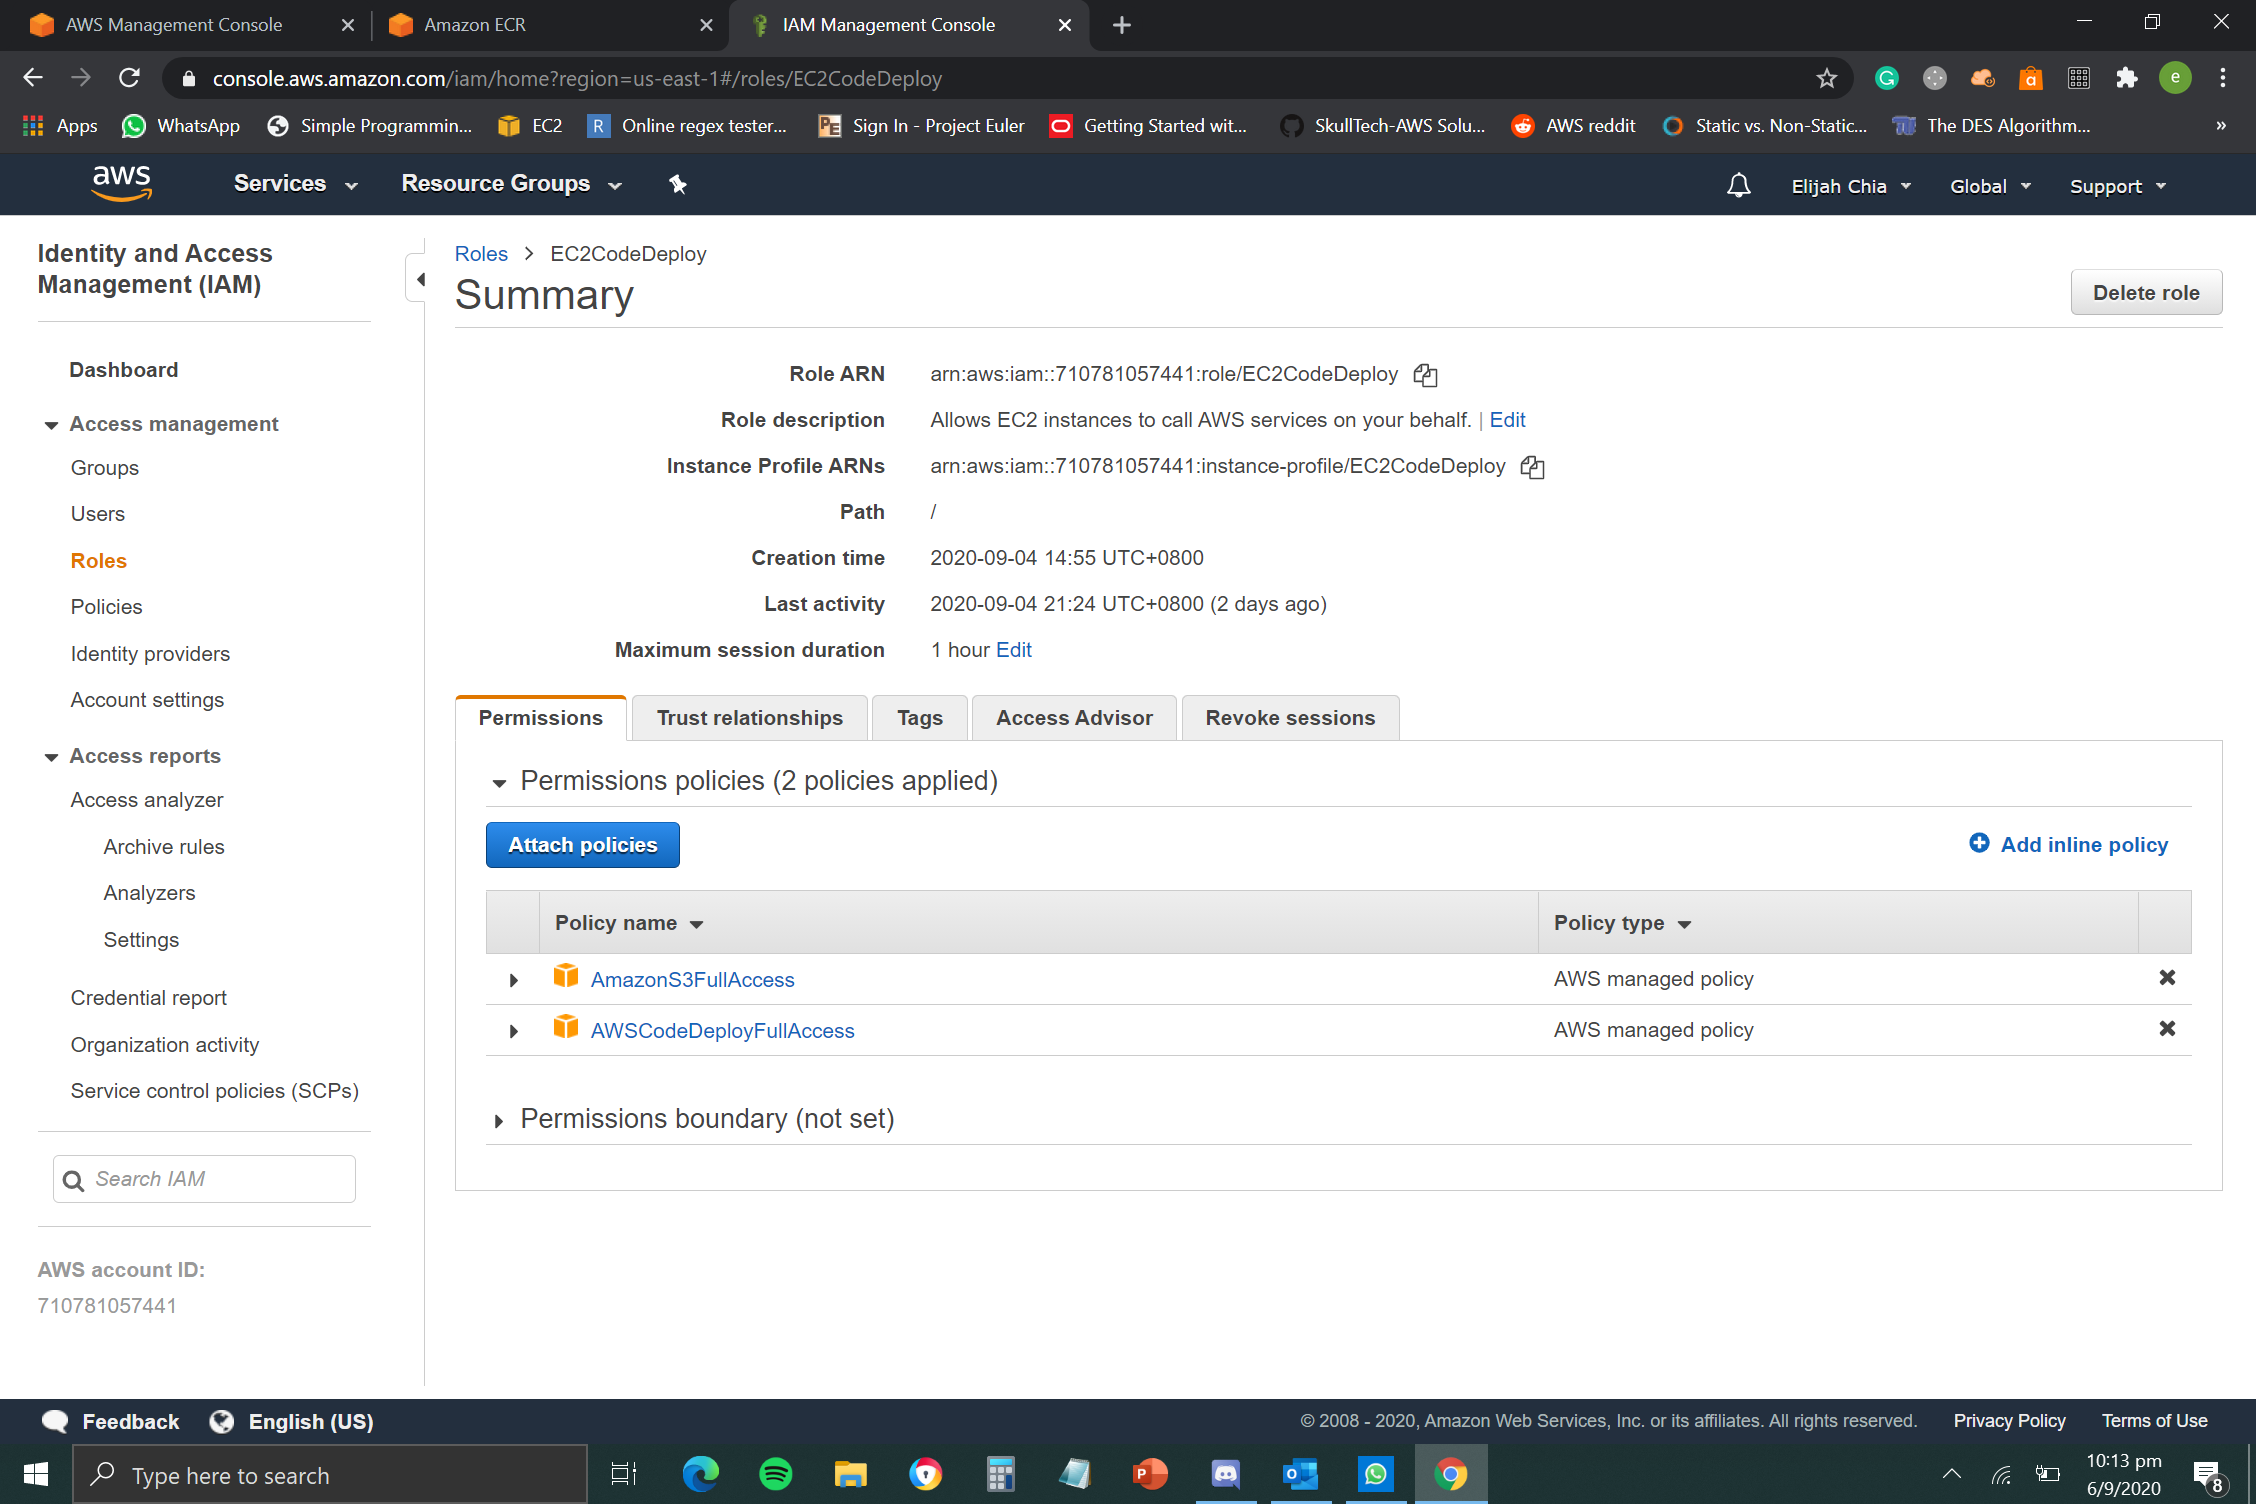 AWS Management Console
Amazon ECR
IAM Management Console
console.aws.amazon.com/iam/home?region=us-east-1#/roles/EC2CodeDeploy
e
Apps
WhatsApp
Simple Programmin...
EC2
R
Online regex tester...
PE
Sign In - Project Euler
Getting Started wit...
SkullTech-AWS Solu...
AWS reddit
Static vs. Non-Static...
The DES Algorithm...
»
aws
Services
Resource Groups
Elijah Chia
Global
Support
Identity and Access
Management (IAM)
Dashboard
Access management
Groups
Users
Roles
Policies
Identity providers
Account settings
Access reports
Access analyzer
Archive rules
Analyzers
Settings
Credential report
Organization activity
Service control policies (SCPs)
Search IAM
AWS account ID:
710781057441
Roles > EC2CodeDeploy
Summary
Delete role
Role ARN arn:aws:iam::710781057441:role/EC2CodeDeploy
Role description Allows EC2 instances to call AWS services on your behalf. | Edit
Instance Profile ARNs arn:aws:iam::710781057441:instance-profile/EC2CodeDeploy
Path /
Creation time 2020-09-04 14:55 UTC+0800
Last activity 2020-09-04 21:24 UTC+0800 (2 days ago)
Maximum session duration 1 hour Edit
Permissions
Trust relationships
Tags
Access Advisor
Revoke sessions
Permissions policies (2 policies applied)
Attach policies
Add inline policy
Policy name
Policy type
AmazonS3FullAccess AWS managed policy
AWSCodeDeployFullAccess AWS managed policy
Permissions boundary (not set)
Feedback
English (US)
© 2008 - 2020, Amazon Web Services, Inc. or its affiliates. All rights reserved.
Privacy Policy
Terms of Use
Type here to search
10:13 pm
6/9/2020
8